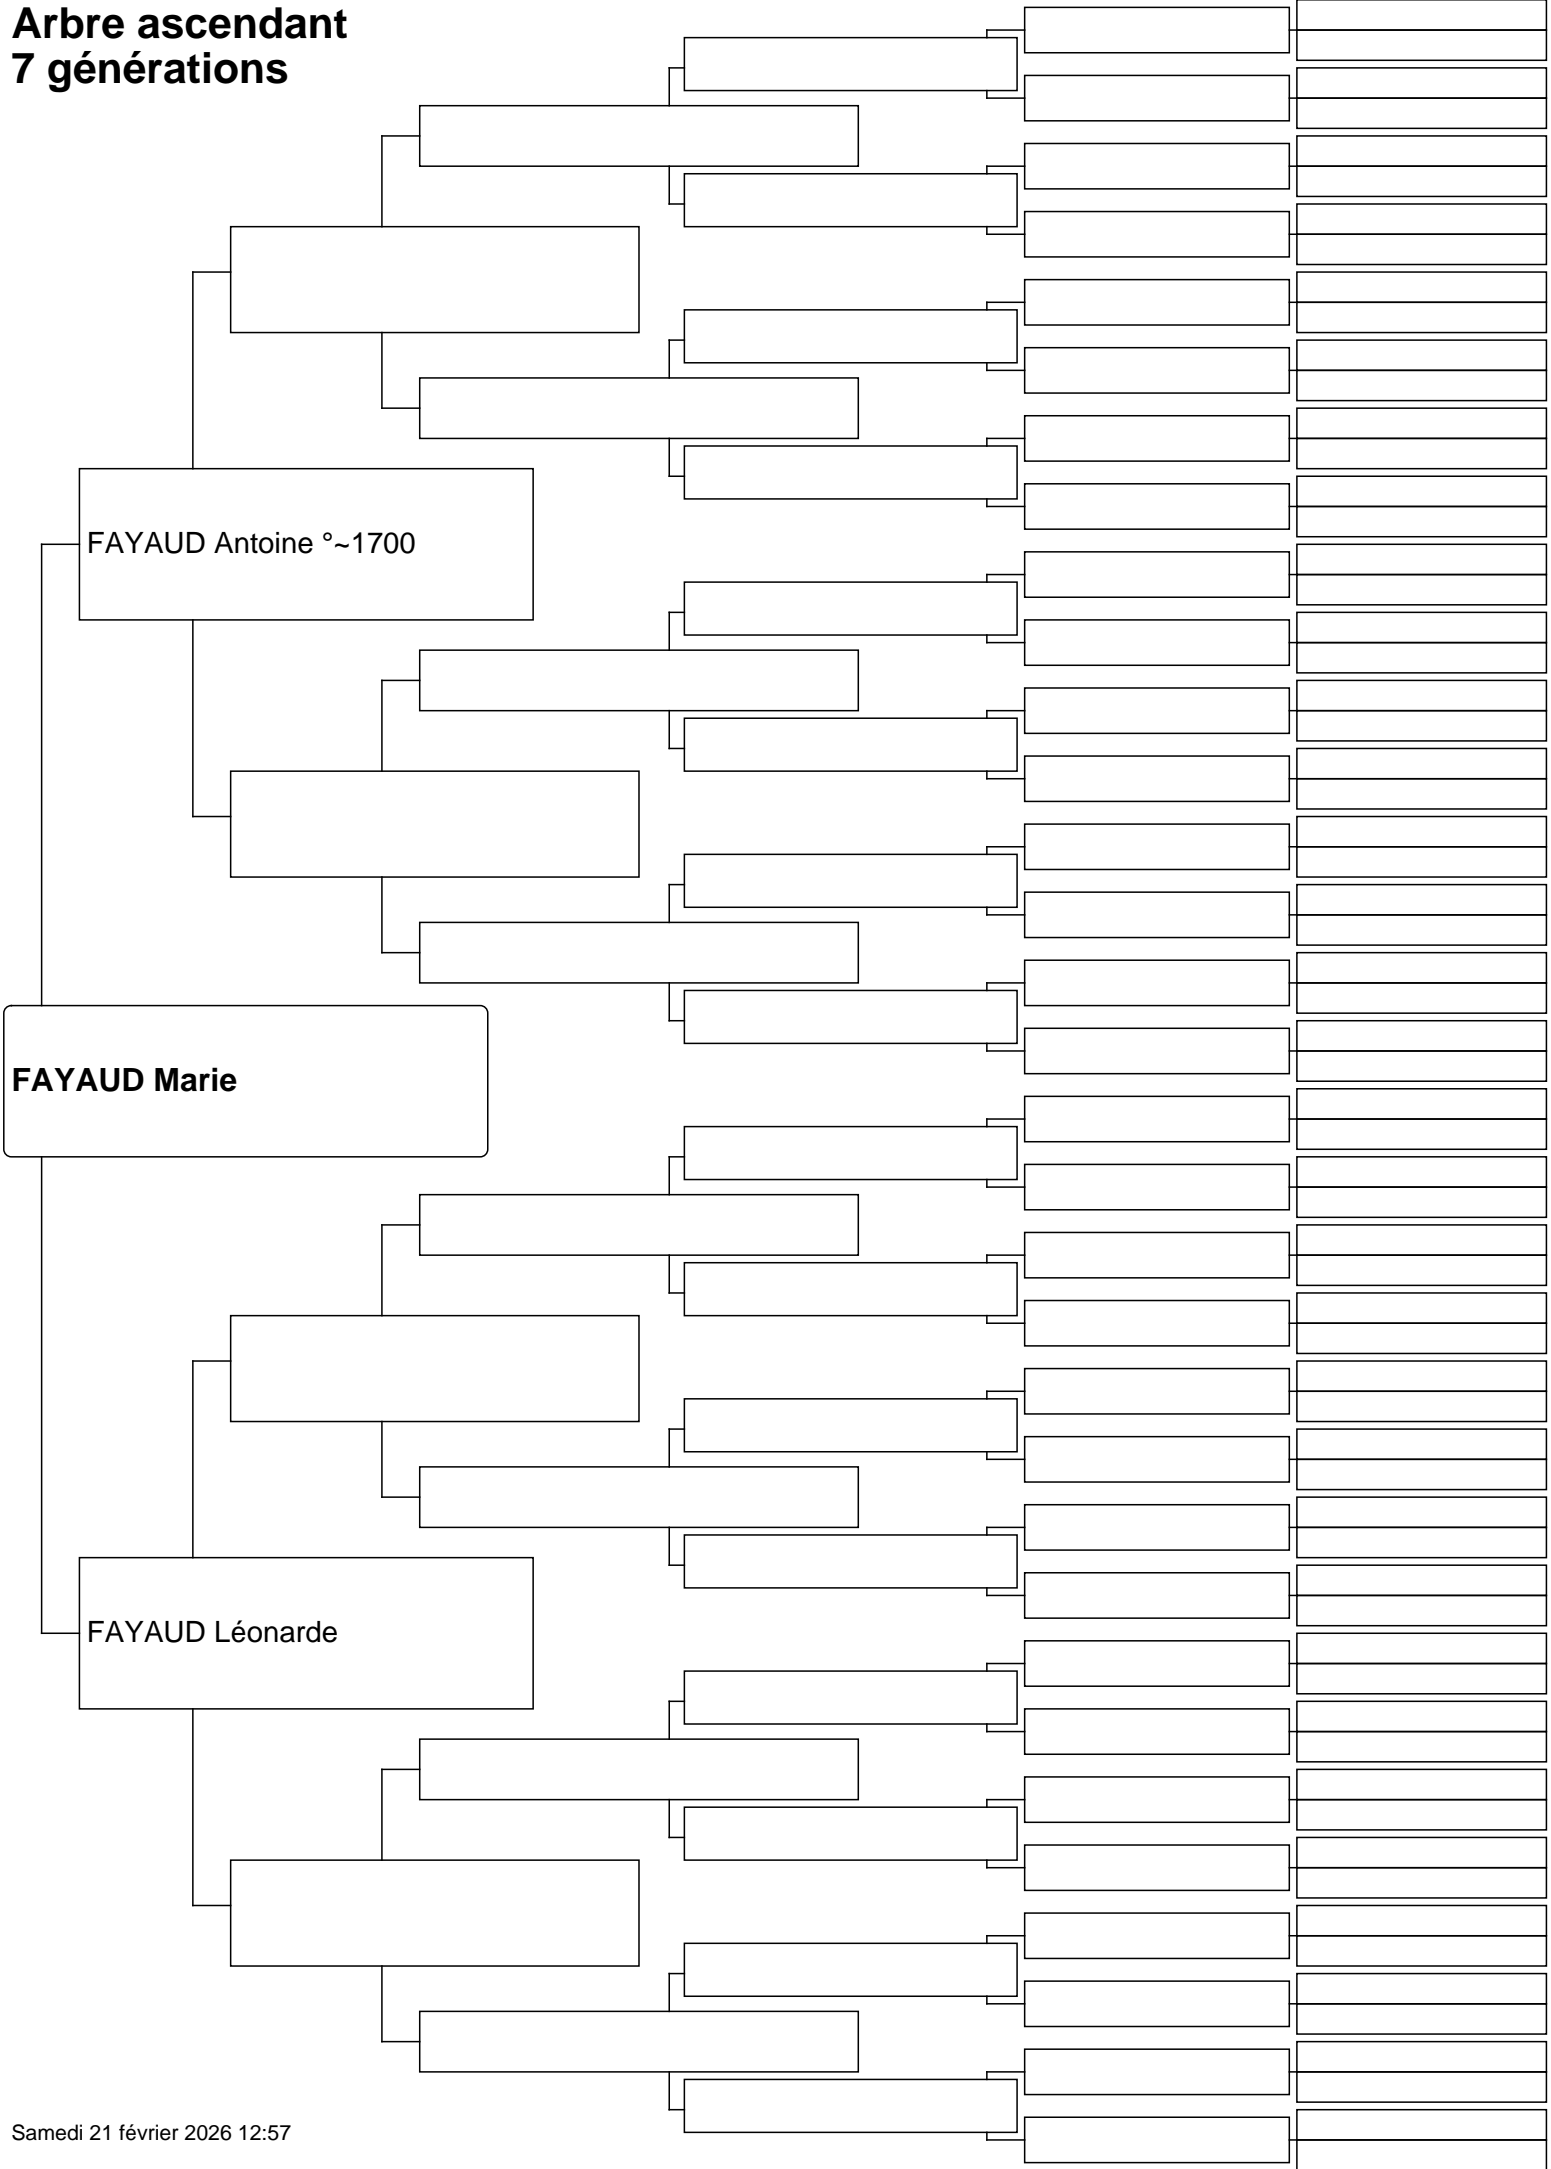 Arbre ascendant
7 générations
FAYAUD Antoine °~1700
FAYAUD Marie
FAYAUD Léonarde
Samedi 21 février 2026 12:57